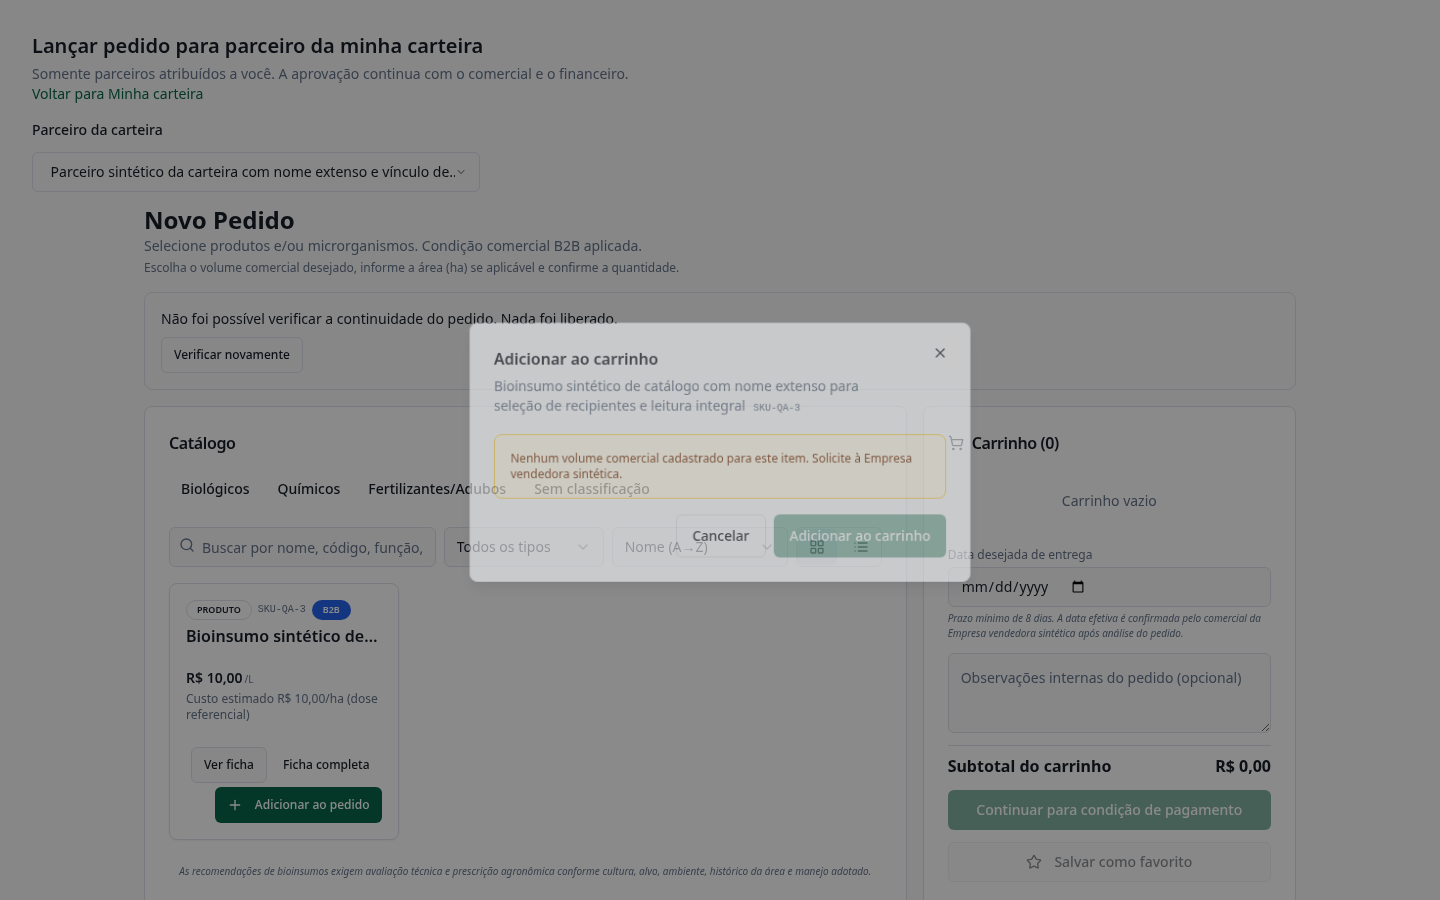 Lançar pedido para parceiro da minha carteira
Somente parceiros atribuídos a você. A aprovação continua com o comercial e o financeiro.
Voltar para Minha carteira
Parceiro da carteira
Parceiro sintético da carteira com nome extenso e vínculo de..
Novo Pedido
Selecione produtos e/ou microrganismos. Condição comercial B2B aplicada.
Escolha o volume comercial desejado, informe a área (ha) se aplicável e confirme a quantidade.
Não foi possível verificar a continuidade do pedido. Nada foi liberado.
Verificar novamente
Adicionar ao carrinho
Bioinsumo sintético de catálogo com nome extenso para
seleção de recipientes e leitura integral SKU-QA-3
Nenhum volume comercial cadastrado para este item. Solicite à Empresa
vendedora sintética.
Cancelar
Adicionar ao carrinho
Catálogo
Biológicos
Químicos
Fertilizantes/Adubos
Sem classificação
Buscar por nome, código, função,
Todos os tipos
Nome (A→Z)
PRODUTO SKU-QA-3 B2B
Bioinsumo sintético de...
R$ 10,00 /L
Custo estimado R$ 10,00/ha (dose
referencial)
Ver ficha
Ficha completa
Adicionar ao pedido
As recomendações de bioinsumos exigem avaliação técnica e prescrição agronômica conforme cultura, alvo, ambiente, histórico da área e manejo adotado.
Carrinho (0)
Carrinho vazio
Data desejada de entrega
mm/dd/yyyy
Prazo mínimo de 8 dias. A data efetiva é confirmada pelo comercial da
Empresa vendedora sintética após análise do pedido.
Observações internas do pedido (opcional)
Subtotal do carrinho R$ 0,00
Continuar para condição de pagamento
Salvar como favorito